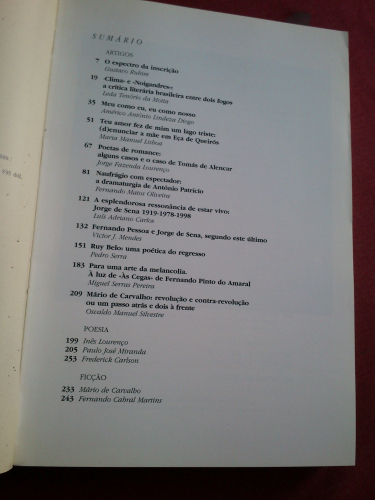 SUMÁRIO
ARTIGOS
7 O espectro da inscrição
Gustavo Rubim
19 «Clima» e «Noigandres»:
a crítica literária brasileira entre dois fogos
Leda Tenório da Motta
35 Meu como eu, eu como nosso
Américo António Lindeza Diogo
51 Teu amor fez de mim um lago triste:
(d)enunciar a mãe em Eça de Queirós
Maria Manuel Lisboa
67 Poetas de romance:
alguns casos e o caso de Tomás de Alencar
Jorge Fazenda Lourenço
81 Naufrágio com espectador:
a dramaturgia de António Patrício
Fernando Matos Oliveira
121 A esplendorosa ressonância de estar vivo:
Jorge de Sena 1919-1978-1998
Luís Adriano Carlos
132 Fernando Pessoa e Jorge de Sena, segundo este último
Victor J. Mendes
151 Ruy Belo: uma poética do regresso
Pedro Serra
183 Para uma arte da melancolia.
À luz de «Às Cegas» de Fernando Pinto do Amaral
Miguel Serras Pereira
209 Mário de Carvalho: revolução e contra-revolução
ou um passo atrás e dois à frente
Osvaldo Manuel Silvestre
POESIA
199 Inês Lourenço
205 Paulo José Miranda
253 Frederick Carlson
FICÇÃO
233 Mário de Carvalho
243 Fernando Cabral Martins